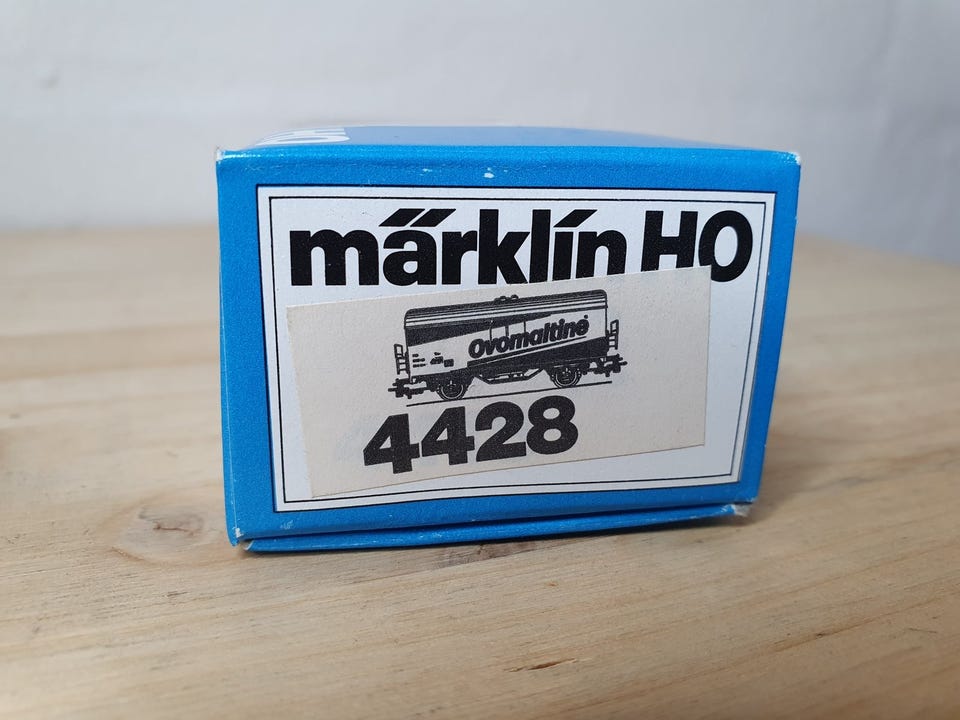 märklin HO
Ovomaltine
4428